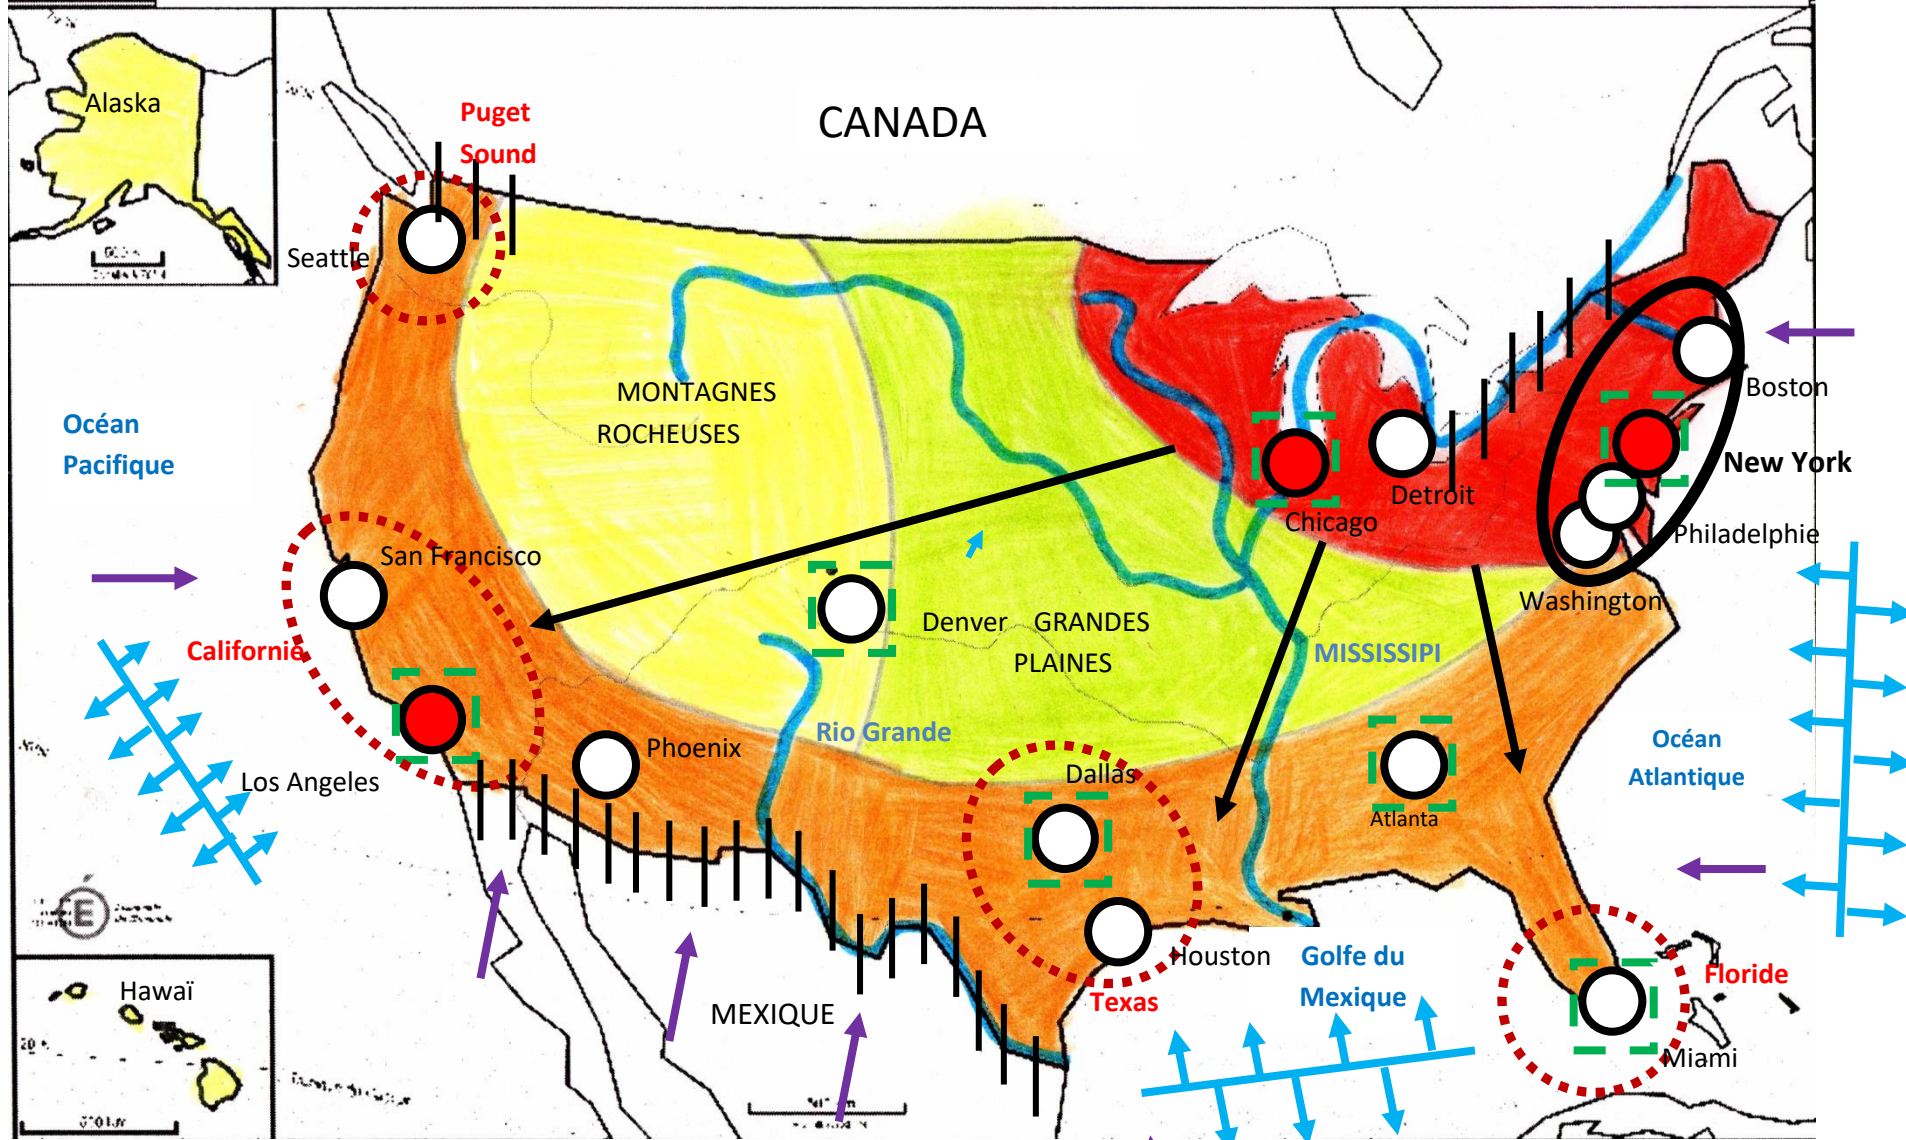 Alaska
Puget
Sound
CANADA
Seattle
MONTAGNES
ROCHEUSES
Océan
Pacifique
Boston
New York
Detroit
Chicago
Philadelphie
San Francisco
Washington
Denver
GRANDES
PLAINES
MISSISSIPI
Californie
Rio Grande
Phoenix
Los Angeles
Dallas
Atlanta
Océan
Atlantique
Houston
Golfe du
Mexique
Texas
Floride
Miami
MEXIQUE
Hawaï
É
20